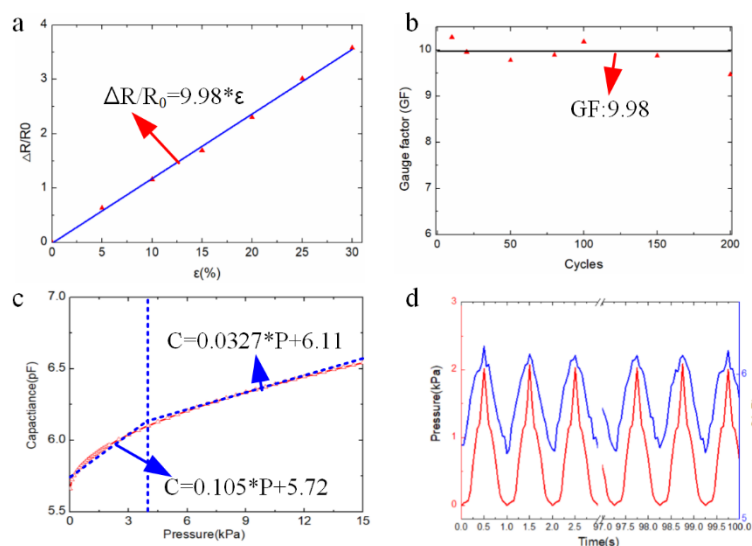 a
4
3
2
1
0
ΔR/R0
ΔR/R₀=9.98*ε
0
5
10
15
20
25
30
ε(%)
b
11
10
9
8
7
6
Gauge factor (GF)
GF:9.98
0
50
100
150
200
Cycles
c
7.0
6.5
6.0
5.5
Capactiance(pF)
C=0.0327*P+6.11
C=0.105*P+5.72
0
3
6
9
12
15
Pressure(kPa)
d
3
2
1
0
Pressure(kPa)
6
5
0.0 0.5 1.0 1.5 2.0 2.5 97.0 97.5 98.0 98.5 99.0 99.5 100.0
Time(s)